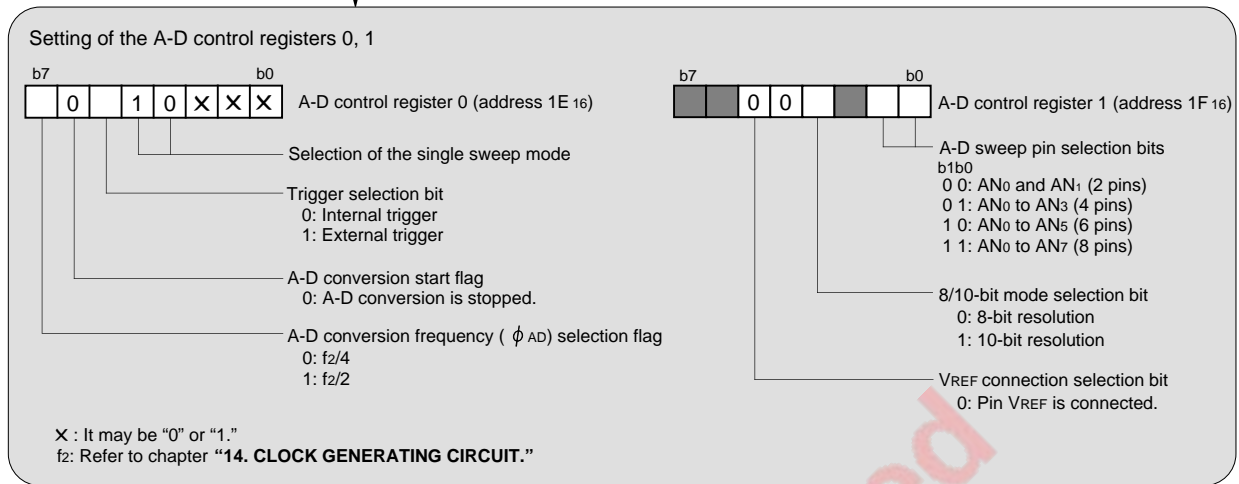 Setting of the A-D control registers 0, 1
b7 b0
0 1 0 × × × A-D control register 0 (address 1E 16)
Selection of the single sweep mode
Trigger selection bit
0: Internal trigger
1: External trigger
A-D conversion start flag
0: A-D conversion is stopped.
A-D conversion frequency ( ϕ AD) selection flag
0: f2/4
1: f2/2
b7 b0
0 0 A-D control register 1 (address 1F 16)
A-D sweep pin selection bits
b1b0
0 0: AN0 and AN1 (2 pins)
0 1: AN0 to AN3 (4 pins)
1 0: AN0 to AN5 (6 pins)
1 1: AN0 to AN7 (8 pins)
8/10-bit mode selection bit
0: 8-bit resolution
1: 10-bit resolution
VREF connection selection bit
0: Pin VREF is connected.
× : It may be “0” or “1.”
f2: Refer to chapter “14. CLOCK GENERATING CIRCUIT.”